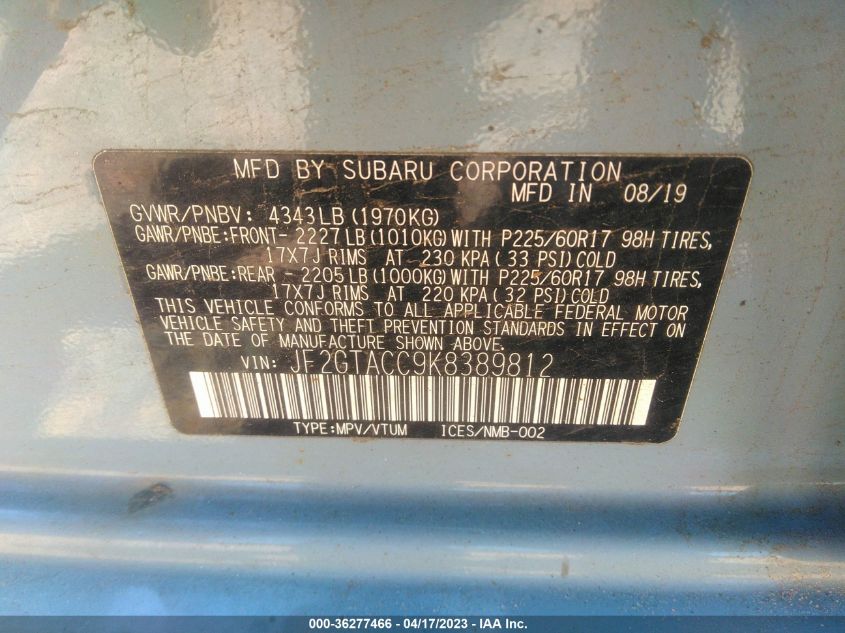 MFD BY SUBARU CORPORATION
MFD IN 08/19
GVWR/PNBV: 4343LB(1970KG)
GAWR/PNBE:FRONT-2227LB(1010KG)WITH P225/60R17 98H TIRES,
17X7J RIMS AT 230 KPA(33 PSI)COLD
GAWR/PNBE:REAR -2205LB(1000KG)WITH P225/60R17 98H TIRES,
17X7J RIMS AT 220 KPA(32 PSI)COLD
THIS VEHICLE CONFORMS TO ALL APPLICABLE FEDERAL MOTOR
VEHICLE SAFETY AND THEFT PREVENTION STANDARDS IN EFFECT ON
THE DATE OF MANUFACTURE SHOWN ABOVE.
VIN: JF2GTACC9K8389812
TYPE:MPV/VTUM ICES/NMB-002
000-36277466 - 04/17/2023 - IAA Inc.